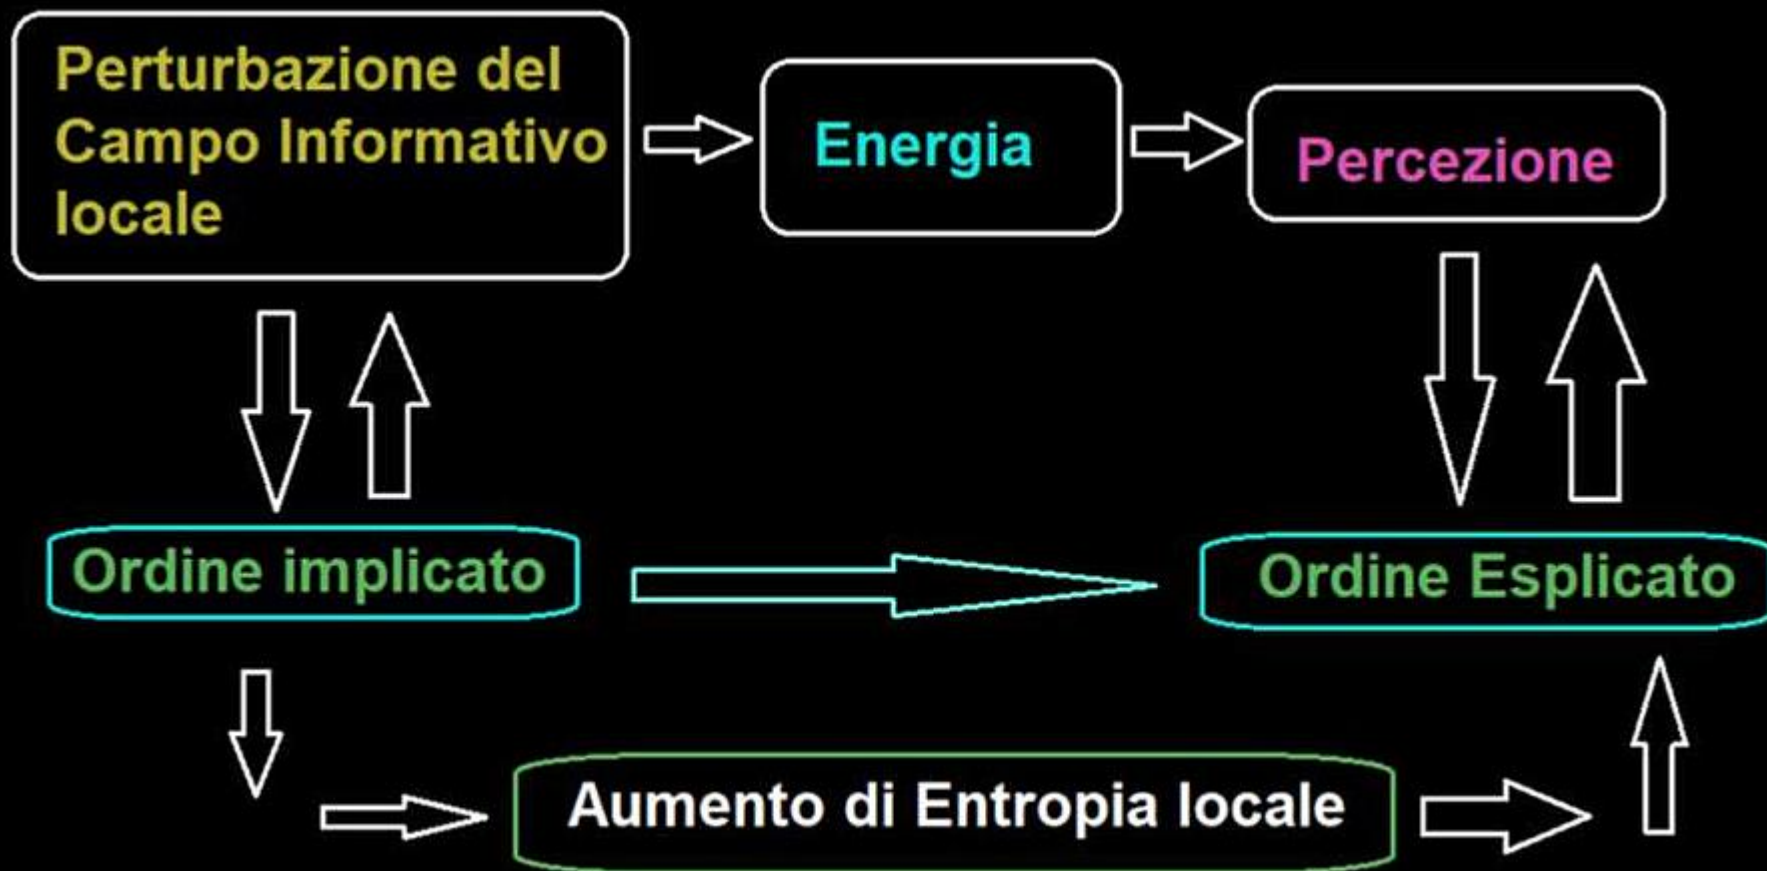 Perturbazione del
Campo Informativo
locale
Energia
Percezione
Ordine implicato
Ordine Esplicato
Aumento di Entropia locale